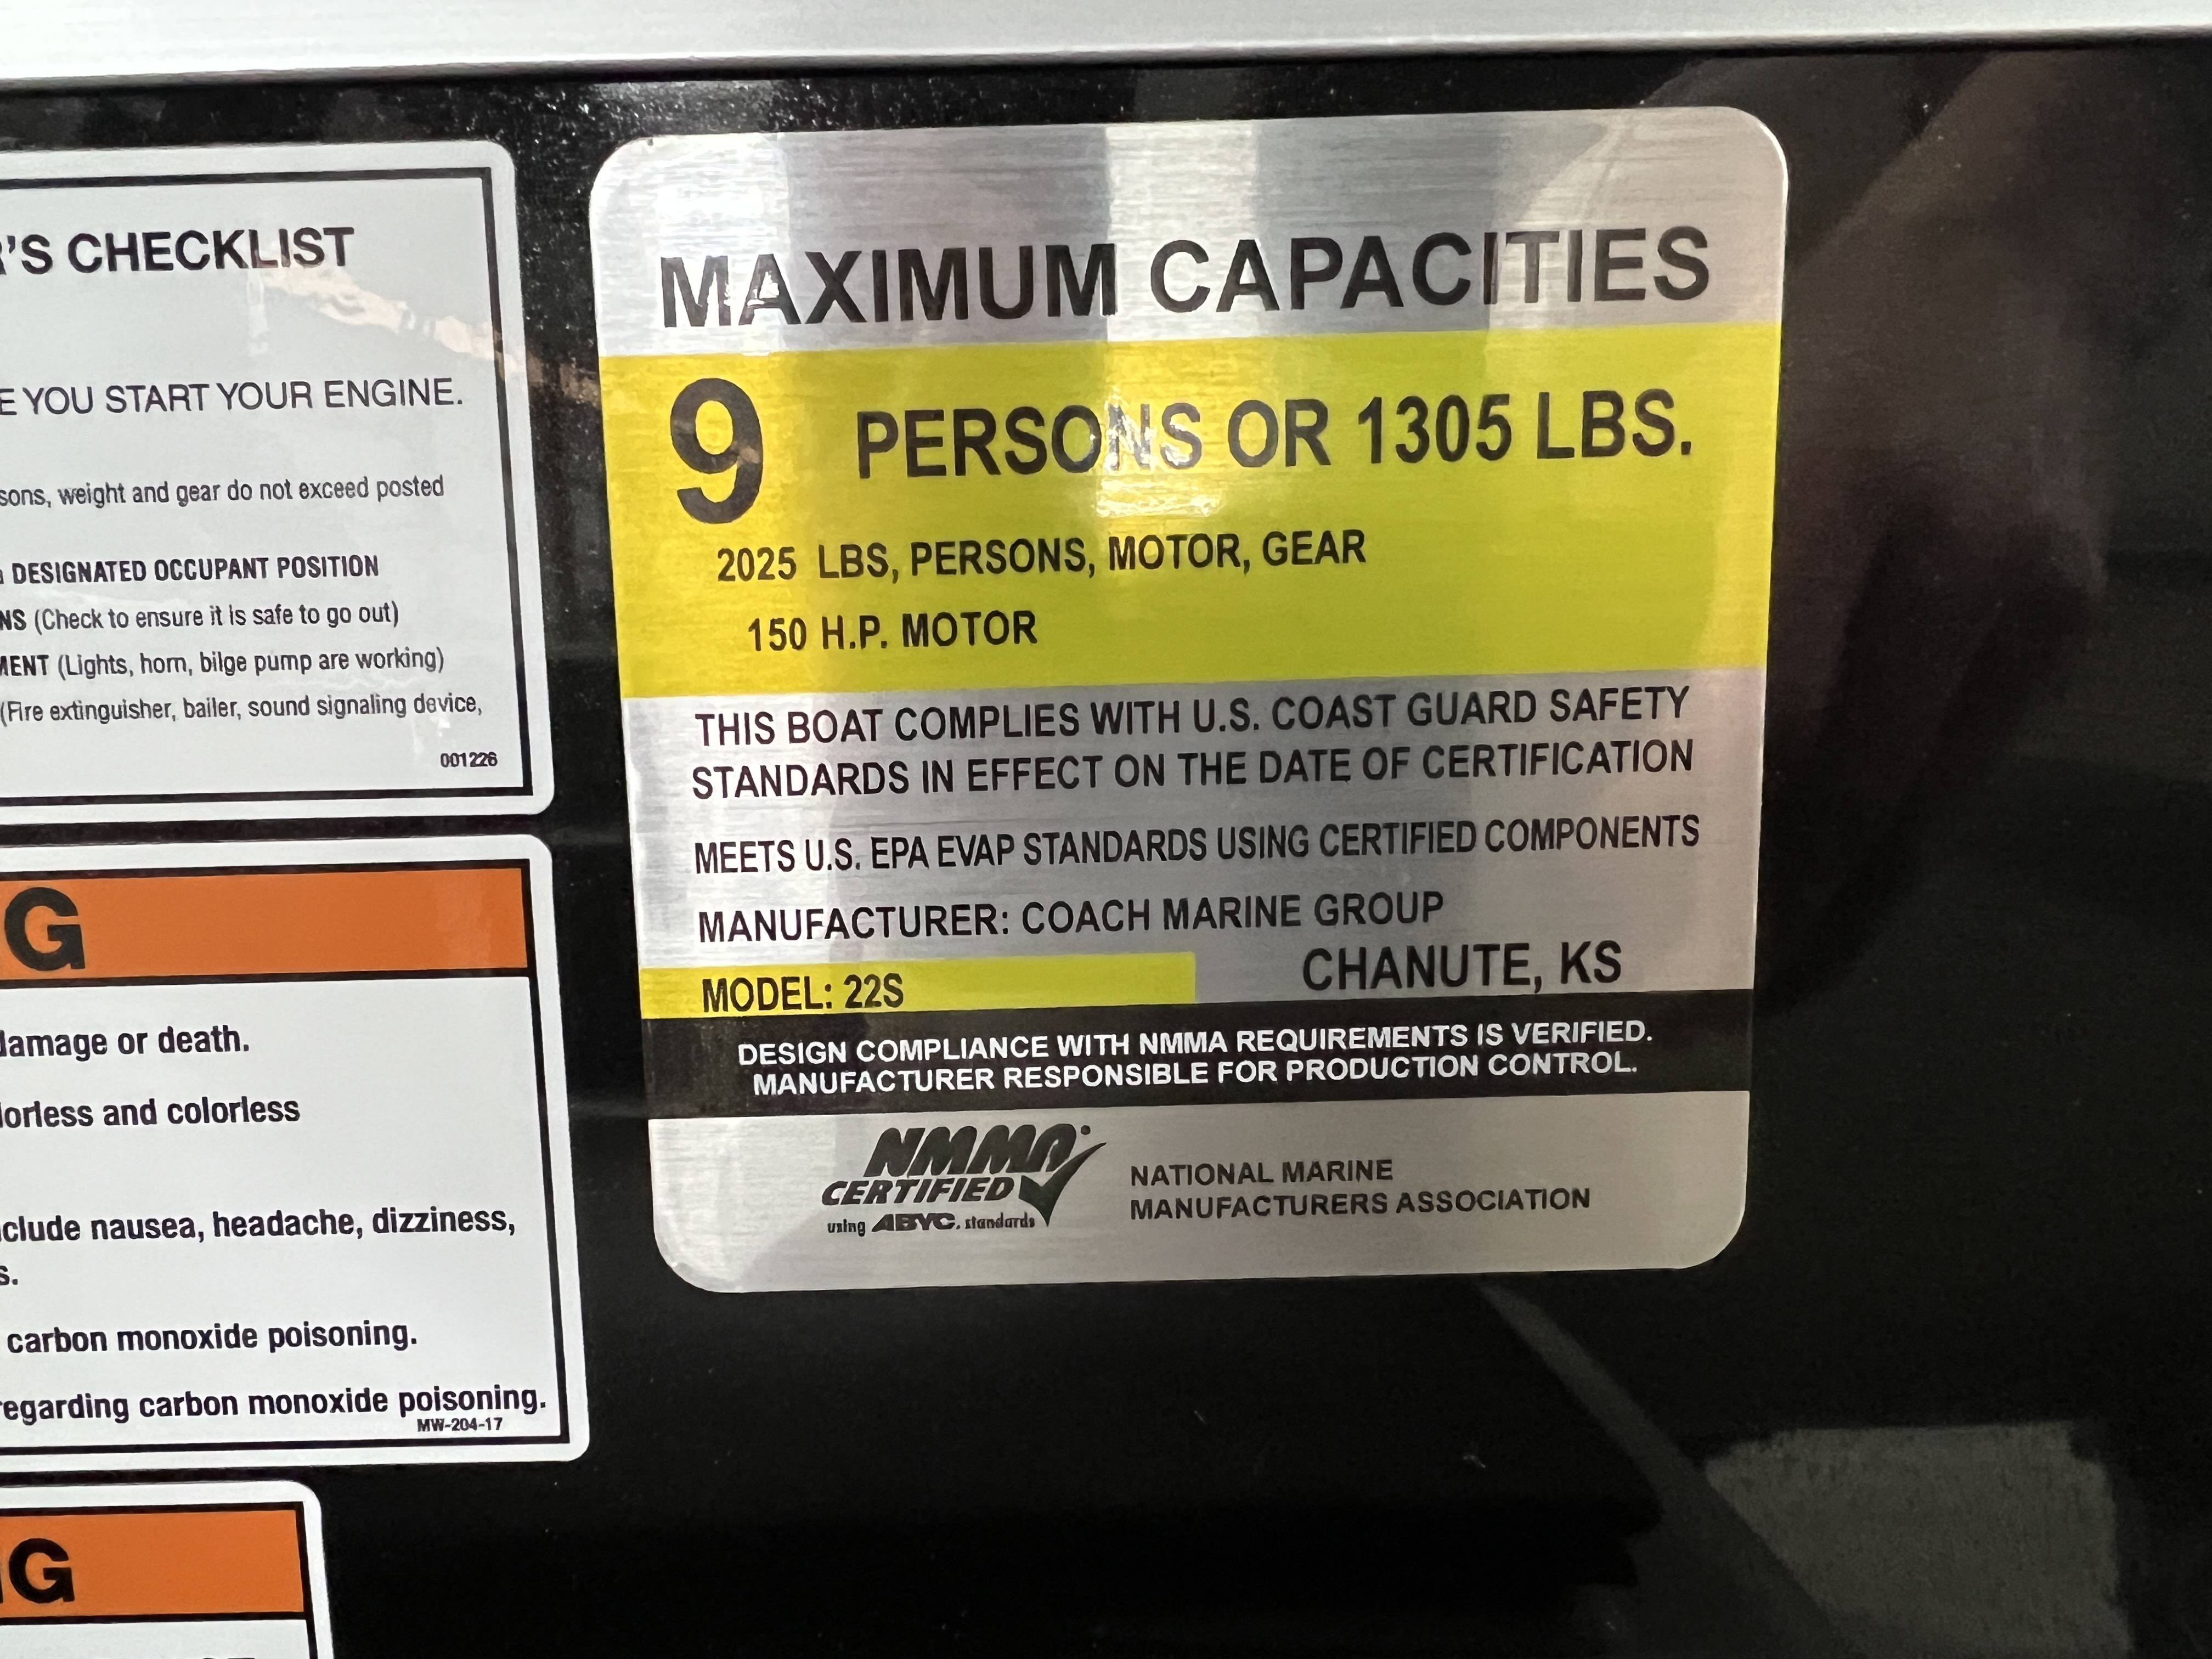 'S CHECKLIST
E YOU START YOUR ENGINE.
sons, weight and gear do not exceed posted
DESIGNATED OCCUPANT POSITION
NS (Check to ensure it is safe to go out)
MENT (Lights, horn, bilge pump are working)
(Fire extinguisher, bailer, sound signaling device,
001226
G
damage or death.
lorless and colorless
clude nausea, headache, dizziness,
s.
carbon monoxide poisoning.
regarding carbon monoxide poisoning.
MW-204-17
G
MAXIMUM CAPACITIES
9 PERSONS OR 1305 LBS.
2025 LBS, PERSONS, MOTOR, GEAR
150 H.P. MOTOR
THIS BOAT COMPLIES WITH U.S. COAST GUARD SAFETY
STANDARDS IN EFFECT ON THE DATE OF CERTIFICATION
MEETS U.S. EPA EVAP STANDARDS USING CERTIFIED COMPONENTS
MANUFACTURER: COACH MARINE GROUP
CHANUTE, KS
MODEL: 22S
DESIGN COMPLIANCE WITH NMMA REQUIREMENTS IS VERIFIED.
MANUFACTURER RESPONSIBLE FOR PRODUCTION CONTROL.
NMMA
CERTIFIED
using ABYC. standards
NATIONAL MARINE
MANUFACTURERS ASSOCIATION